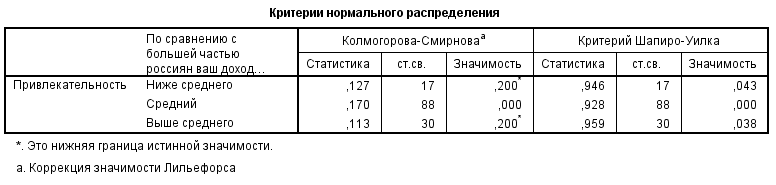 Критерии нормального распределения
По сравнению с большей частью россиян ваш доход… Колмогорова-Смирнова^a Критерий Шапиро-Уилка
Статистика ст.св. Значимость Статистика ст.св. Значимость
Привлекательность Ниже среднего ,127 17 ,200* ,946 17 ,043
Средний ,170 88 ,000 ,928 88 ,000
Выше среднего ,113 30 ,200* ,959 30 ,038
*. Это нижняя граница истинной значимости.
a. Коррекция значимости Лильефорса